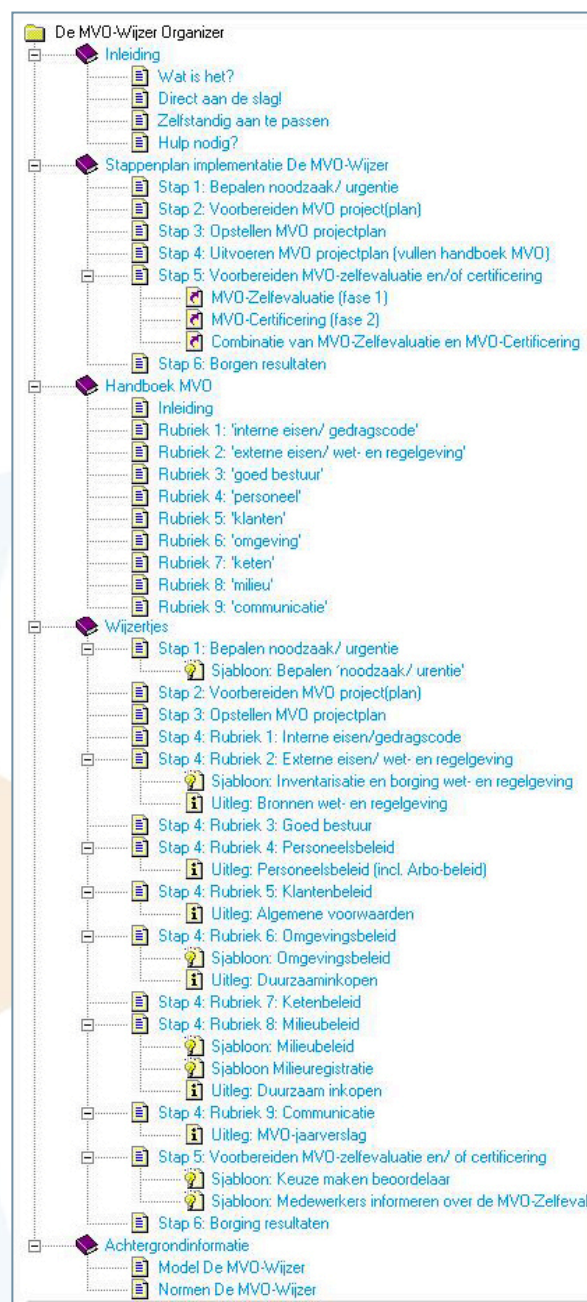 De MVO-Wijzer Organizer
Inleiding
Wat is het?
Direct aan de slag!
Zelfstandig aan te passen
Hulp nodig?
Stappenplan implementatie De MVO-Wijzer
Stap 1: Bepalen noodzaak/ urgentie
Stap 2: Voorbereiden MVO project(plan)
Stap 3: Opstellen MVO projectplan
Stap 4: Uitvoeren MVO projectplan (vullen handboek MVO)
Stap 5: Voorbereiden MVO-zelfevaluatie en/of certificering
MVO-Zelfevaluatie (fase 1)
MVO-Certificering (fase 2)
Combinatie van MVO-Zelfevaluatie en MVO-Certificering
Stap 6: Borgen resultaten
Handboek MVO
Inleiding
Rubriek 1: 'interne eisen/ gedragscode'
Rubriek 2: 'externe eisen/ wet- en regelgeving'
Rubriek 3: 'goed bestuur'
Rubriek 4: 'personeel'
Rubriek 5: 'klanten'
Rubriek 6: 'omgeving'
Rubriek 7: 'keten'
Rubriek 8: 'milieu'
Rubriek 9: 'communicatie'
Wijzertjes
Stap 1: Bepalen noodzaak/ urgentie
Sjabloon: Bepalen 'noodzaak/ urentie'
Stap 2: Voorbereiden MVO project(plan)
Stap 3: Opstellen MVO projectplan
Stap 4: Rubriek 1: Interne eisen/gedragscode
Stap 4: Rubriek 2: Externe eisen/ wet- en regelgeving
Sjabloon: Inventarisatie en borging wet- en regelgeving
Uitleg: Bronnen wet- en regelgeving
Stap 4: Rubriek 3: Goed bestuur
Stap 4: Rubriek 4: Personeelsbeleid
Uitleg: Personeelsbeleid (incl. Arbo-beleid)
Stap 4: Rubriek 5: Klantenbeleid
Uitleg: Algemene voorwaarden
Stap 4: Rubriek 6: Omgevingsbeleid
Sjabloon: Omgevingsbeleid
Uitleg: Duurzaaminkopen
Stap 4: Rubriek 7: Ketenbeleid
Stap 4: Rubriek 8: Milieubeleid
Sjabloon: Milieubeleid
Sjabloon Milieuregistratie
Uitleg: Duurzaam inkopen
Stap 4: Rubriek 9: Communicatie
Uitleg: MVO-jaarverslag
Stap 5: Voorbereiden MVO-zelfevaluatie en/ of certificering
Sjabloon: Keuze maken beoordelaar
Sjabloon: Medewerkers informeren over de MVO-Zelfeval
Stap 6: Borging resultaten
Achtergrondinformatie
Model De MVO-Wijzer
Normen De MVO-Wijzer